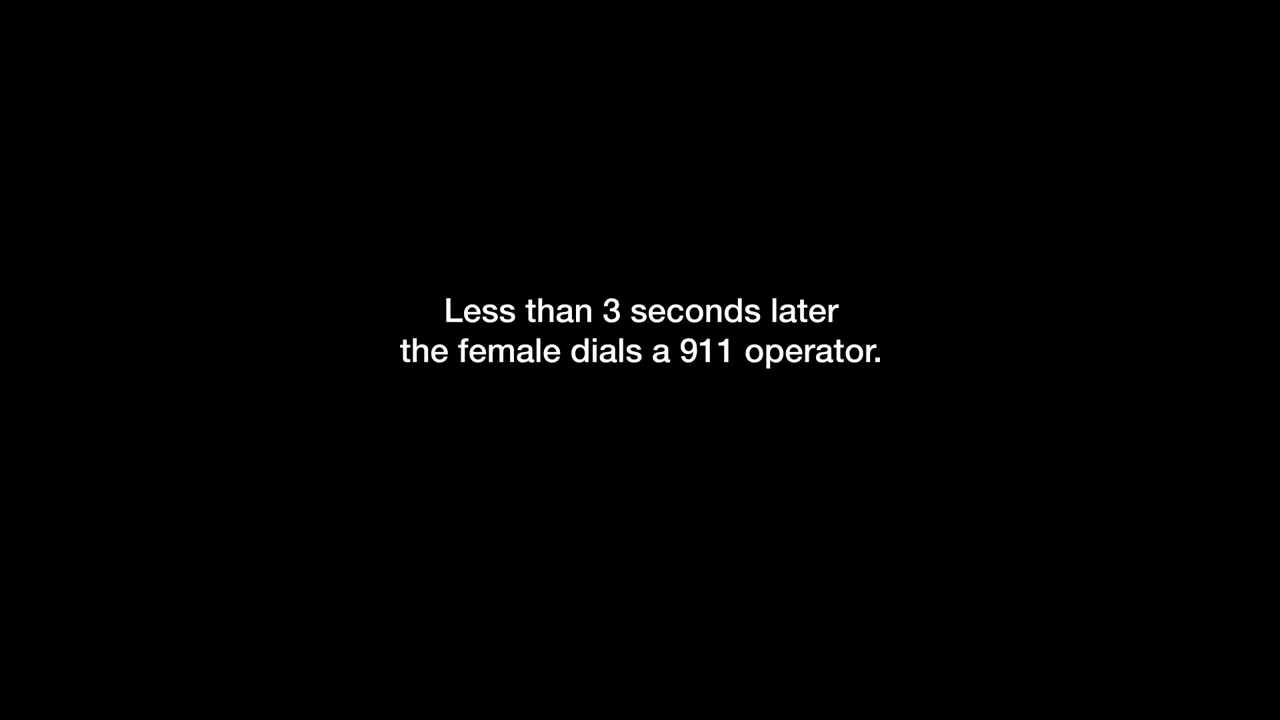 Less than 3 seconds later
the female dials a 911 operator.